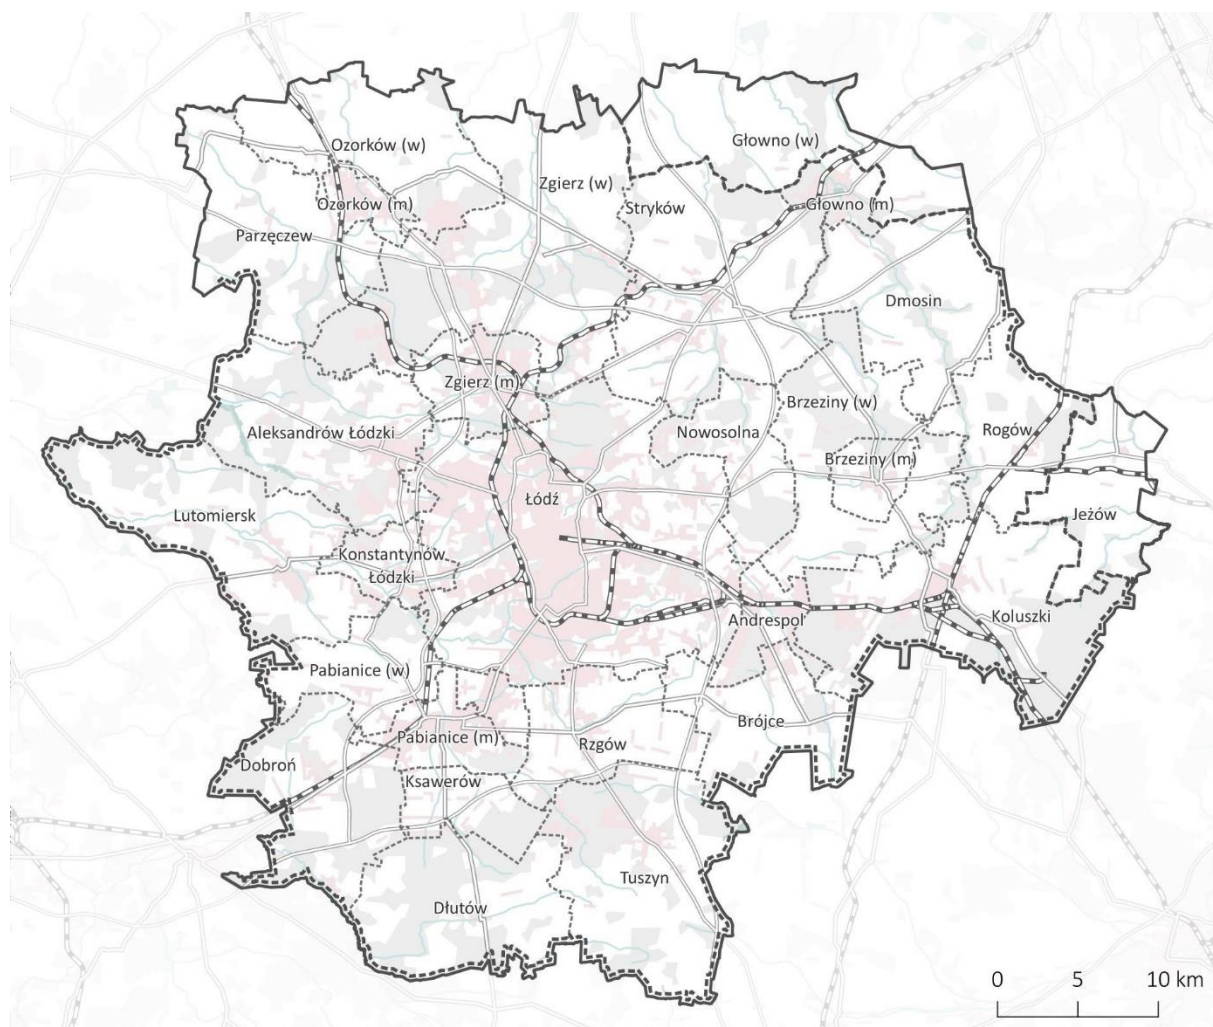 Ozorków (w)
Głowno (w)
Zgierz (w)
Ozorków (m)
Stryków
Głowno (m)
Parzęczew
Dmosin
Zgierz (m)
Brzeziny (w)
Aleksandrów Łódzki
Nowosolna
Rogów
Brzeziny (m)
Łódź
Lutomiersk
Jeżów
Konstantynów
Łódzki
Koluszki
Andrespol
Pabianice (w)
Brójce
Pabianice (m)
Rzgów
Dobroń
Ksawerów
Tuszyn
Dłutów
0 5 10 km